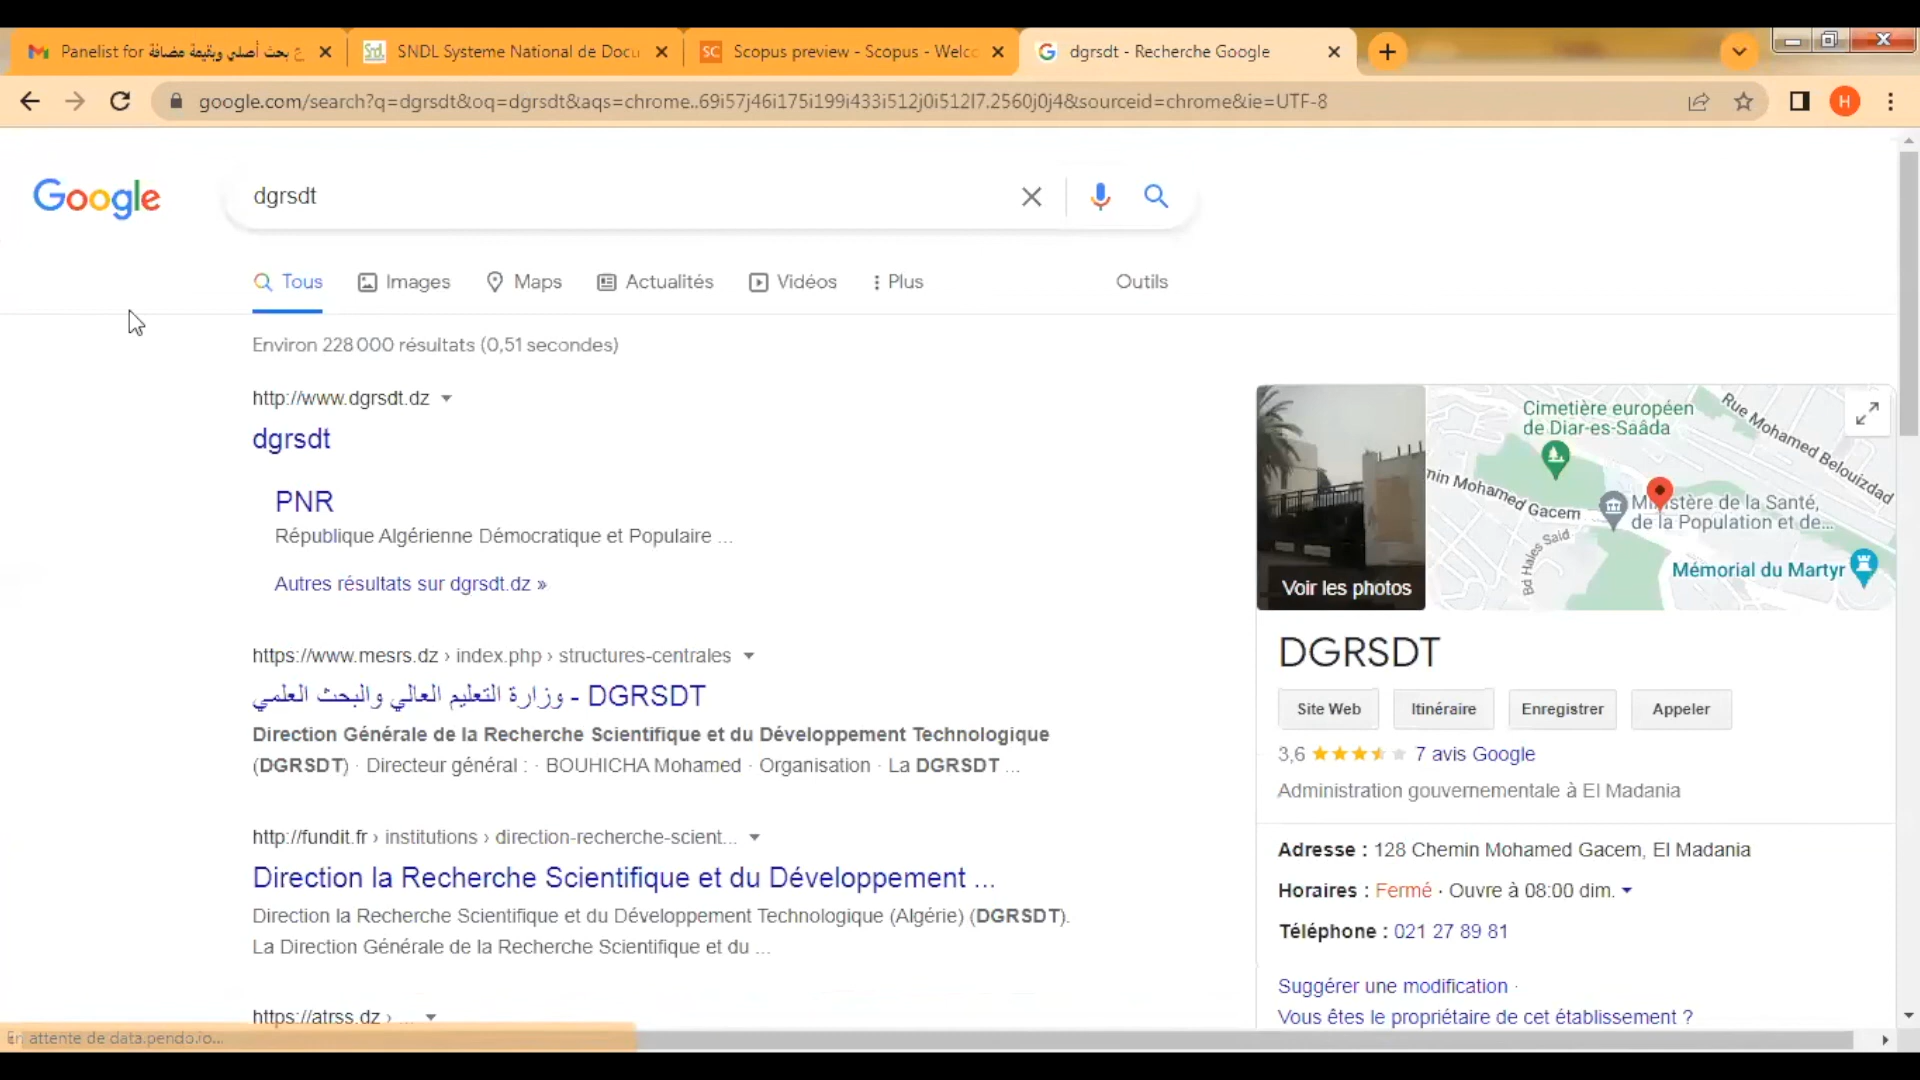 Panelist for ع بحث أصلي وبقيمة مضافة
SNDL Systeme National de Docu
SC Scopus preview - Scopus - Welco
dgrsdt - Recherche Google
google.com/search?q=dgrsdt&oq=dgrsdt&aqs=chrome..69i57j46i175i199i433i512j0i512l7.2560j0j4&sourceid=chrome&ie=UTF-8
H
Google
dgrsdt
Tous
Images
Maps
Actualités
Vidéos
Plus
Outils
Environ 228 000 résultats (0,51 secondes)
http://www.dgrsdt.dz
dgrsdt
PNR
République Algérienne Démocratique et Populaire ...
Autres résultats sur dgrsdt.dz »
https://www.mesrs.dz › index.php › structures-centrales
DGRSDT - وزارة التعليم العالي والبحث العلمي
Direction Générale de la Recherche Scientifique et du Développement Technologique
(DGRSDT) · Directeur général : · BOUHICHA Mohamed · Organisation · La DGRSDT ...
http://fundit.fr › institutions › direction-recherche-scient...
Direction la Recherche Scientifique et du Développement ...
Direction la Recherche Scientifique et du Développement Technologique (Algérie) (DGRSDT).
La Direction Générale de la Recherche Scientifique et du ...
https://atrss.dz › ...
En attente de data.pendo.io...
Voir les photos
Cimetière européen
de Diar-es-Saâda
Rue Mohamed Belouizdad
min Mohamed Gacem
Ministère de la Santé,
de la Population et de...
Bd Hales Said
Mémorial du Martyr
DGRSDT
Site Web
Itinéraire
Enregistrer
Appeler
3,6
7 avis Google
Administration gouvernementale à El Madania
Adresse : 128 Chemin Mohamed Gacem, El Madania
Horaires : Fermé · Ouvre à 08:00 dim.
Téléphone : 021 27 89 81
Suggérer une modification ·
Vous êtes le propriétaire de cet établissement ?